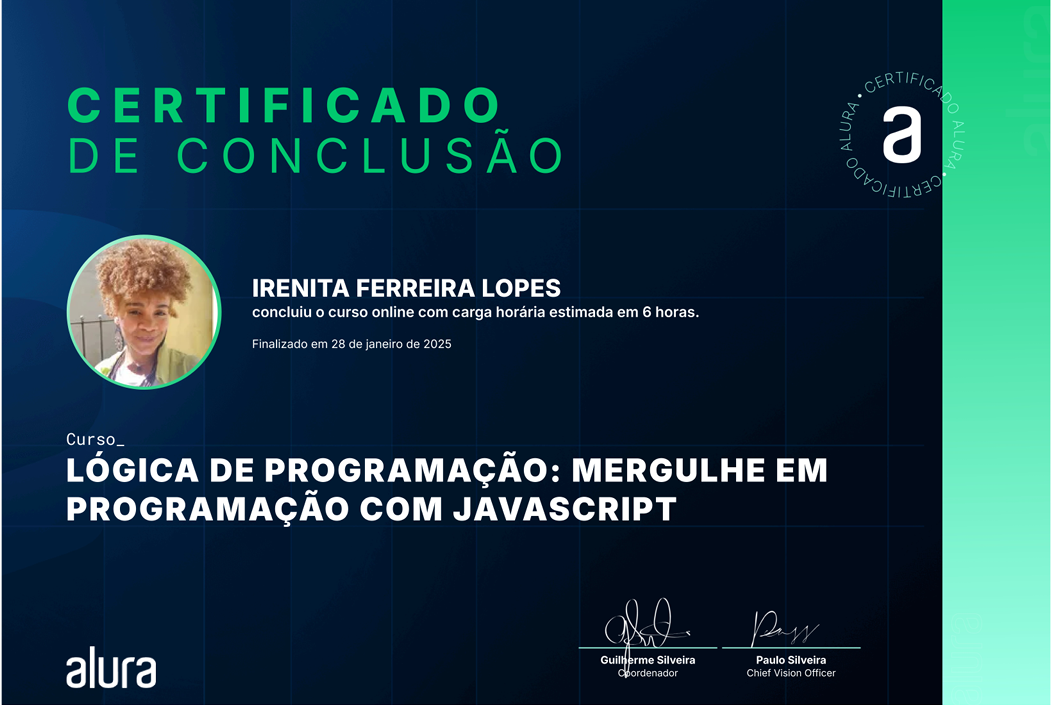 CERTIFICADO
DE CONCLUSÃO
CERTIFICADO ALURA • CERTIFICADO ALURA •
a
alura
IRENITA FERREIRA LOPES
concluiu o curso online com carga horária estimada em 6 horas.
Finalizado em 28 de janeiro de 2025
Curso_
LÓGICA DE PROGRAMAÇÃO: MERGULHE EM
PROGRAMAÇÃO COM JAVASCRIPT
Guilherme Silveira
Coordenador
Paulo Silveira
Chief Vision Officer
alura